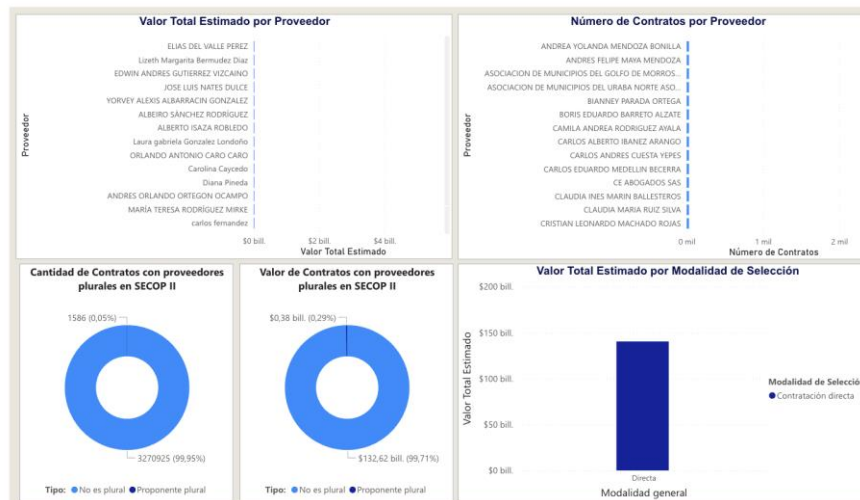 Valor Total Estimado por Proveedor
Proveedor
ELIAS DEL VALLE PEREZ
Lizeth Margarita Bermudez Diaz
EDWIN ANDRES GUTIERREZ VIZCAINO
JOSE LUIS NATES DULCE
YORVEY ALEXIS ALBARRACIN GONZALEZ
ALBEIRO SÁNCHEZ RODRÍGUEZ
ALBERTO ISAZA ROBLEDO
Laura gabriela Gonzalez Londoño
ORLANDO ANTONIO CARO CARO
Carolina Caycedo
Diana Pineda
ANDRES ORLANDO ORTEGON OCAMPO
MARÍA TERESA RODRÍGUEZ MIRKE
carlos fernandez
$0 bill. $2 bill. $4 bill.
Valor Total Estimado
Número de Contratos por Proveedor
Proveedor
ANDREA YOLANDA MENDOZA BONILLA
ANDRES FELIPE MAYA MENDOZA
ASOCIACION DE MUNICIPIOS DEL GOLFO DE MORROS...
ASOCIACION DE MUNICIPIOS DEL URABA NORTE ASO...
BIANNEY PARADA ORTEGA
BORIS EDUARDO BARRETO ALZATE
CAMILA ANDREA RODRIGUEZ AYALA
CARLOS ALBERTO IBANEZ ARANGO
CARLOS ANDRES CUESTA YEPES
CARLOS EDUARDO MEDELLIN BECERRA
CE ABOGADOS SAS
CLAUDIA INES MARIN BALLESTEROS
CLAUDIA MARIA RUIZ SILVA
CRISTIAN LEONARDO MACHADO ROJAS
0 mil 1 mil 2 mil
Número de Contratos
Cantidad de Contratos con proveedores
plurales en SECOP II
1586 (0,05%)
3270925 (99,95%)
Tipo: No es plural Proponente plural
Valor de Contratos con proveedores
plurales en SECOP II
$0,38 bill. (0,29%)
$132,62 bill. (99,71%)
Tipo: No es plural Proponente plural
Valor Total Estimado por Modalidad de Selección
Valor Total Estimado
$200 bill.
$150 bill.
$100 bill.
$50 bill.
$0 bill.
Directa
Modalidad general
Modalidad de Selecció
Contratación directa